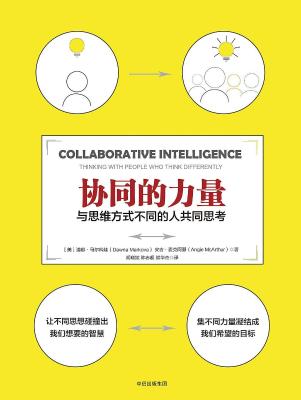 COLLABORATIVE INTELLIGENCE
THINKING WITH PEOPLE WHO THINK DIFFERENTLY
协同的力量
与思维方式不同的人共同思考
［美］ 达娜·马尔科娃（Dawna Markova） 安吉·麦克阿瑟（Angie McArthur） 著
译
让不同思想碰撞出
我们想要的智慧
集不同力量凝结成
我们希望的目标
中信出版集团